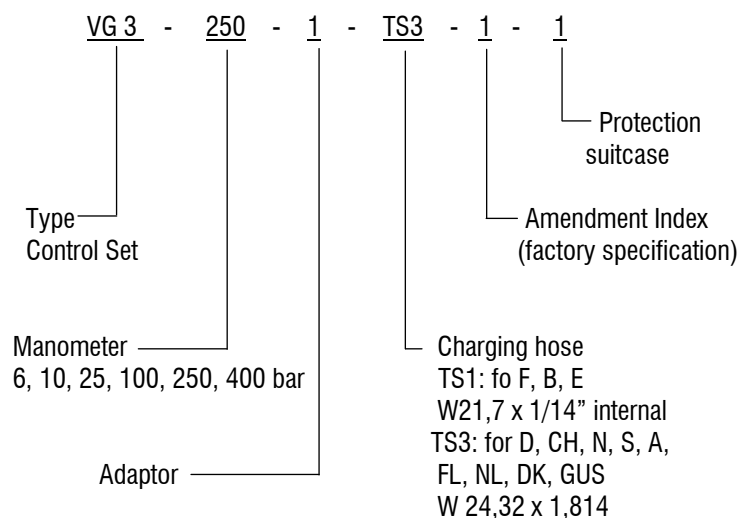 VG 3 - 250 - 1 - TS3 - 1 - 1
Protection
suitcase
Type
Control Set
Amendment Index
(factory specification)
Manometer
6, 10, 25, 100, 250, 400 bar
Adaptor
Charging hose
TS1: fo F, B, E
W21,7 x 1/14” internal
TS3: for D, CH, N, S, A,
FL, NL, DK, GUS
W 24,32 x 1,814